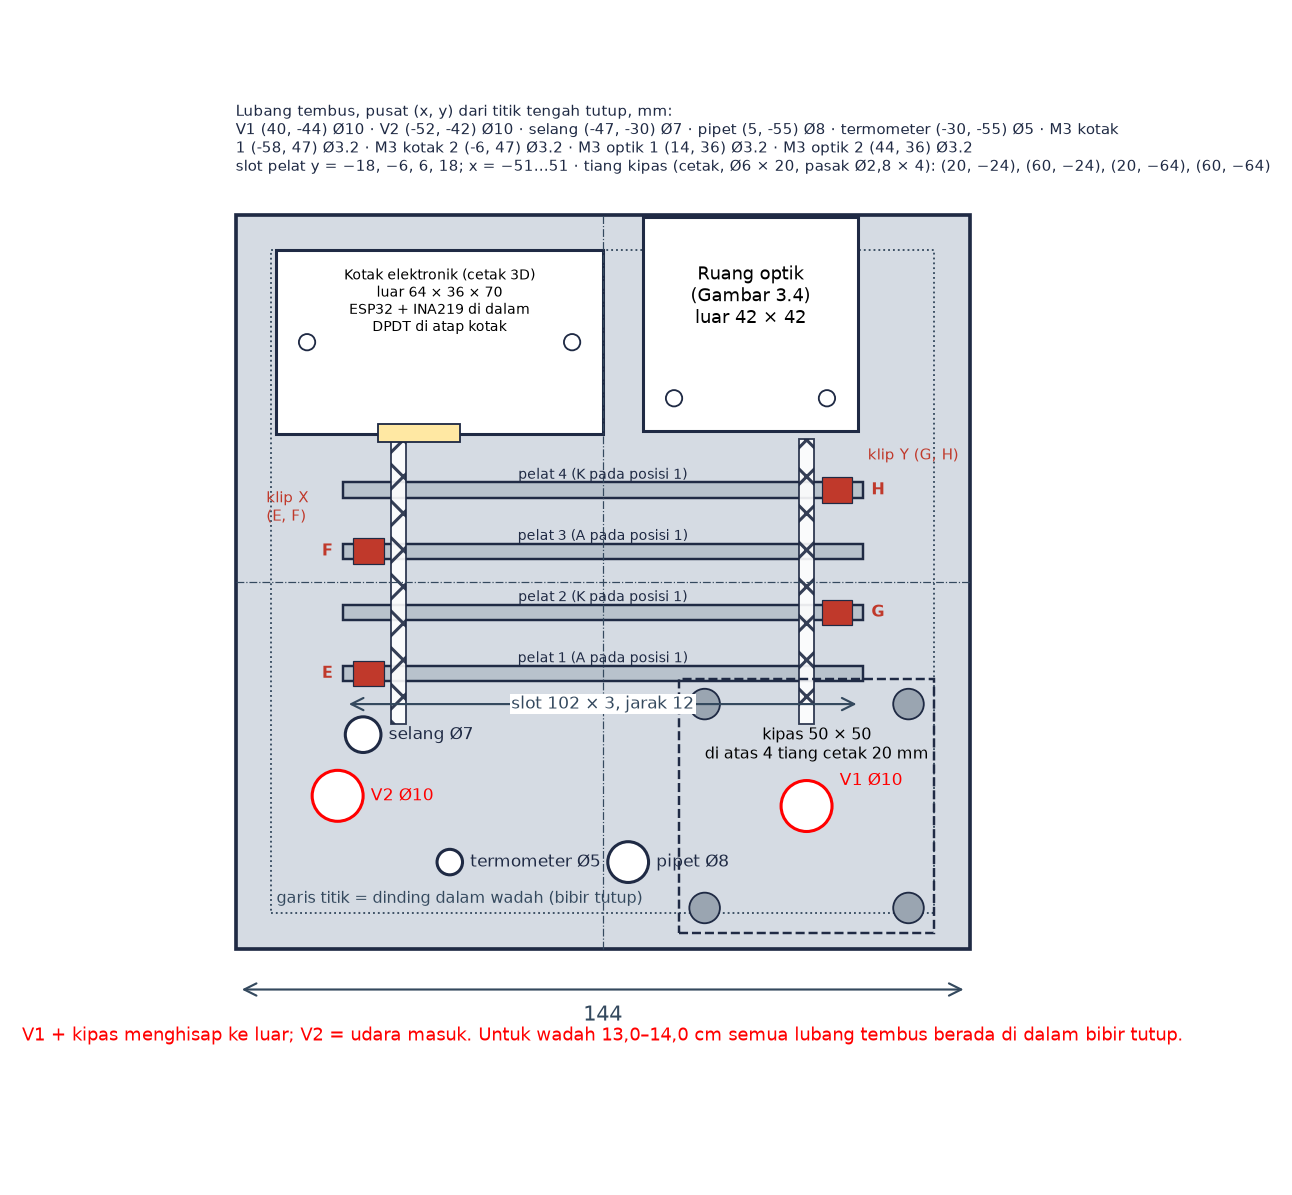 Lubang tembus, pusat (x, y) dari titik tengah tutup, mm:
V1 (40, -44) Ø10 · V2 (-52, -42) Ø10 · selang (-47, -30) Ø7 · pipet (5, -55) Ø8 · termometer (-30, -55) Ø5 · M3 kotak
1 (-58, 47) Ø3.2 · M3 kotak 2 (-6, 47) Ø3.2 · M3 optik 1 (14, 36) Ø3.2 · M3 optik 2 (44, 36) Ø3.2
slot pelat y = −18, −6, 6, 18; x = −51…51 · tiang kipas (cetak, Ø6 × 20, pasak Ø2,8 × 4): (20, −24), (60, −24), (20, −64), (60, −64)
Kotak elektronik (cetak 3D)
luar 64 × 36 × 70
ESP32 + INA219 di dalam
DPDT di atap kotak
Ruang optik
(Gambar 3.4)
luar 42 × 42
klip Y (G, H)
pelat 4 (K pada posisi 1)
H
klip X
(E, F)
pelat 3 (A pada posisi 1)
F
pelat 2 (K pada posisi 1)
G
pelat 1 (A pada posisi 1)
E
slot 102 × 3, jarak 12
selang Ø7
kipas 50 × 50
di atas 4 tiang cetak 20 mm
V1 Ø10
V2 Ø10
termometer Ø5
pipet Ø8
garis titik = dinding dalam wadah (bibir tutup)
144
V1 + kipas menghisap ke luar; V2 = udara masuk. Untuk wadah 13,0–14,0 cm semua lubang tembus berada di dalam bibir tutup.